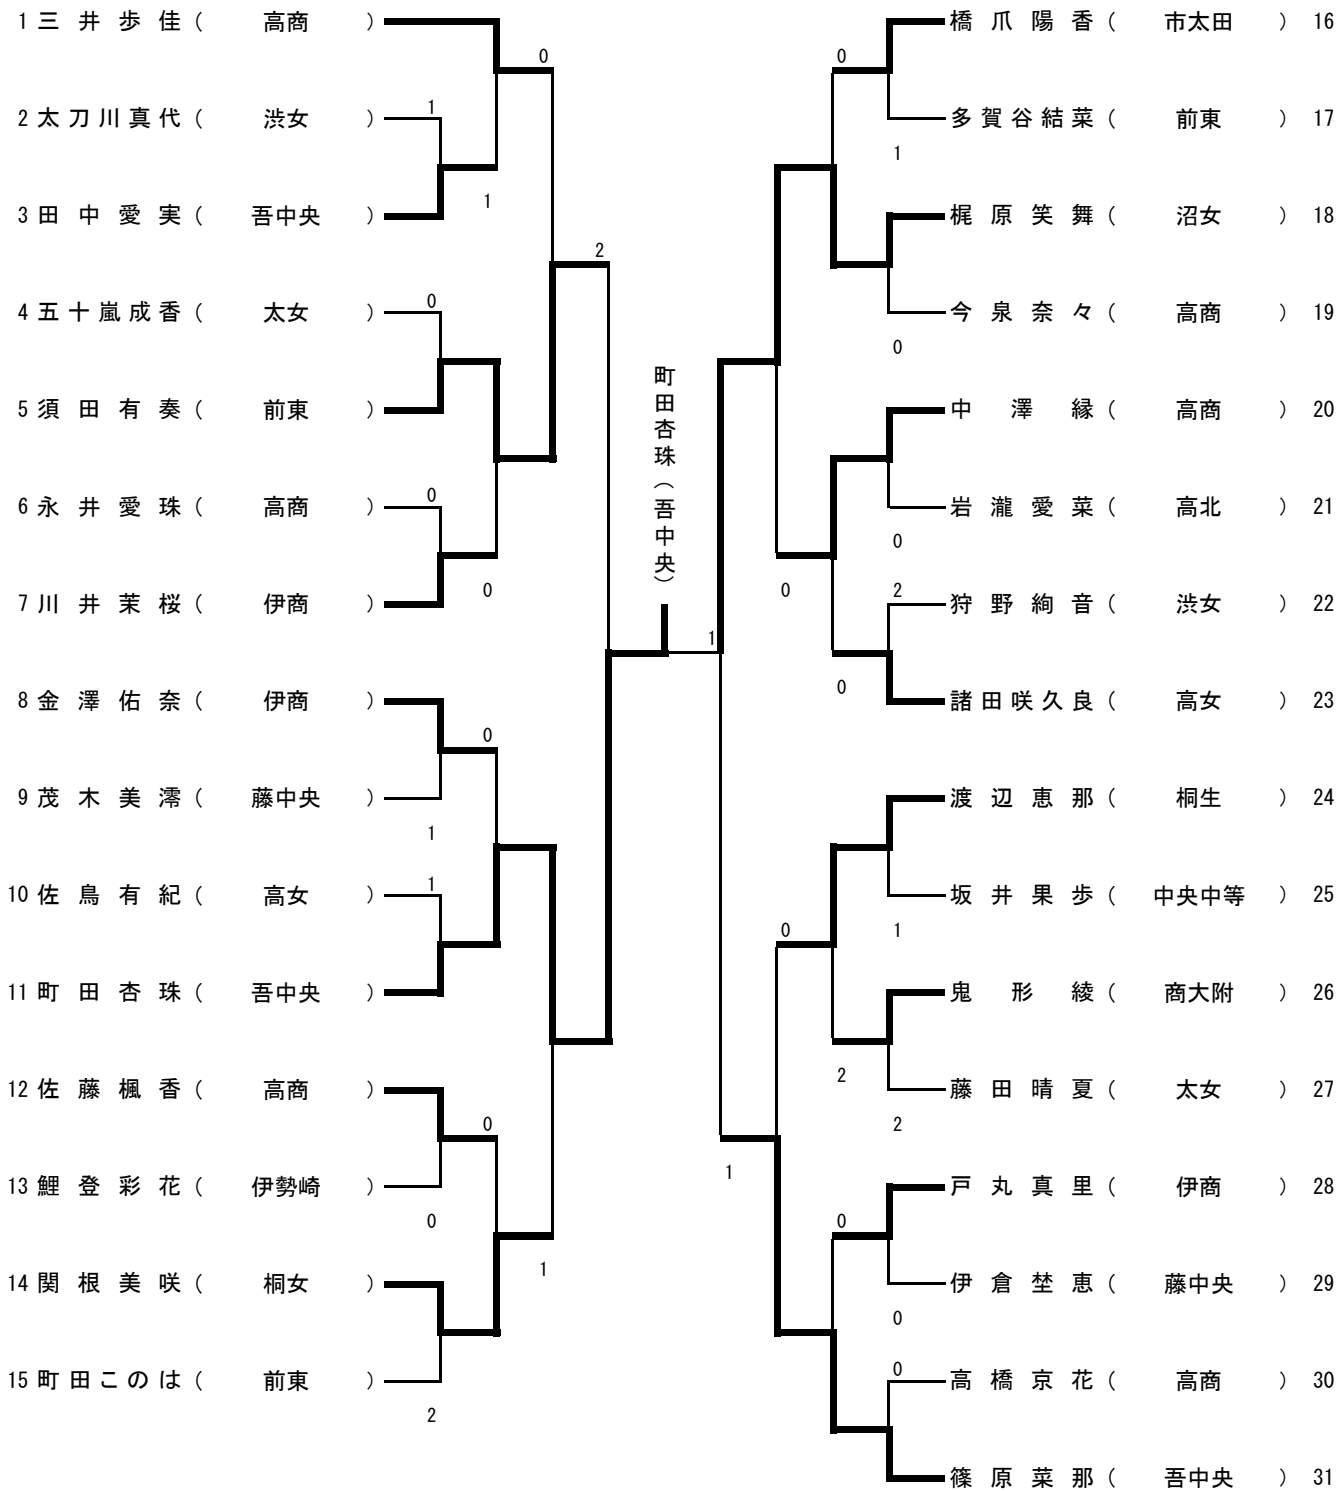 1 三井歩佳 ( 高商 )
0
2 太刀川真代 ( 渋女 )
1
3 田中愛実 ( 吾中央 )
1
2
4 五十嵐成香 ( 太女 )
0
5 須田有奏 ( 前東 )
6 永井愛珠 ( 高商 )
0
7 川井茉桜 ( 伊商 )
0
8 金澤佑奈 ( 伊商 )
0
9 茂木美澪 ( 藤中央 )
1
10 佐鳥有紀 ( 高女 )
1
11 町田杏珠 ( 吾中央 )
12 佐藤楓香 ( 高商 )
0
13 鯉登彩花 ( 伊勢崎 )
0
1
14 関根美咲 ( 桐女 )
15 町田このは ( 前東 )
2
町田杏珠(吾中央)
1
橋爪陽香 ( 市太田 ) 16
0
多賀谷結菜 ( 前東 ) 17
1
梶原笑舞 ( 沼女 ) 18
今泉奈々 ( 高商 ) 19
0
中澤縁 ( 高商 ) 20
岩瀧愛菜 ( 高北 ) 21
0
0
2
狩野絢音 ( 渋女 ) 22
0
諸田咲久良 ( 高女 ) 23
渡辺恵那 ( 桐生 ) 24
坂井果歩 ( 中央中等 ) 25
0
1
鬼形綾 ( 商大附 ) 26
2
藤田晴夏 ( 太女 ) 27
2
1
戸丸真里 ( 伊商 ) 28
0
伊倉埜恵 ( 藤中央 ) 29
0
0
高橋京花 ( 高商 ) 30
篠原菜那 ( 吾中央 ) 31